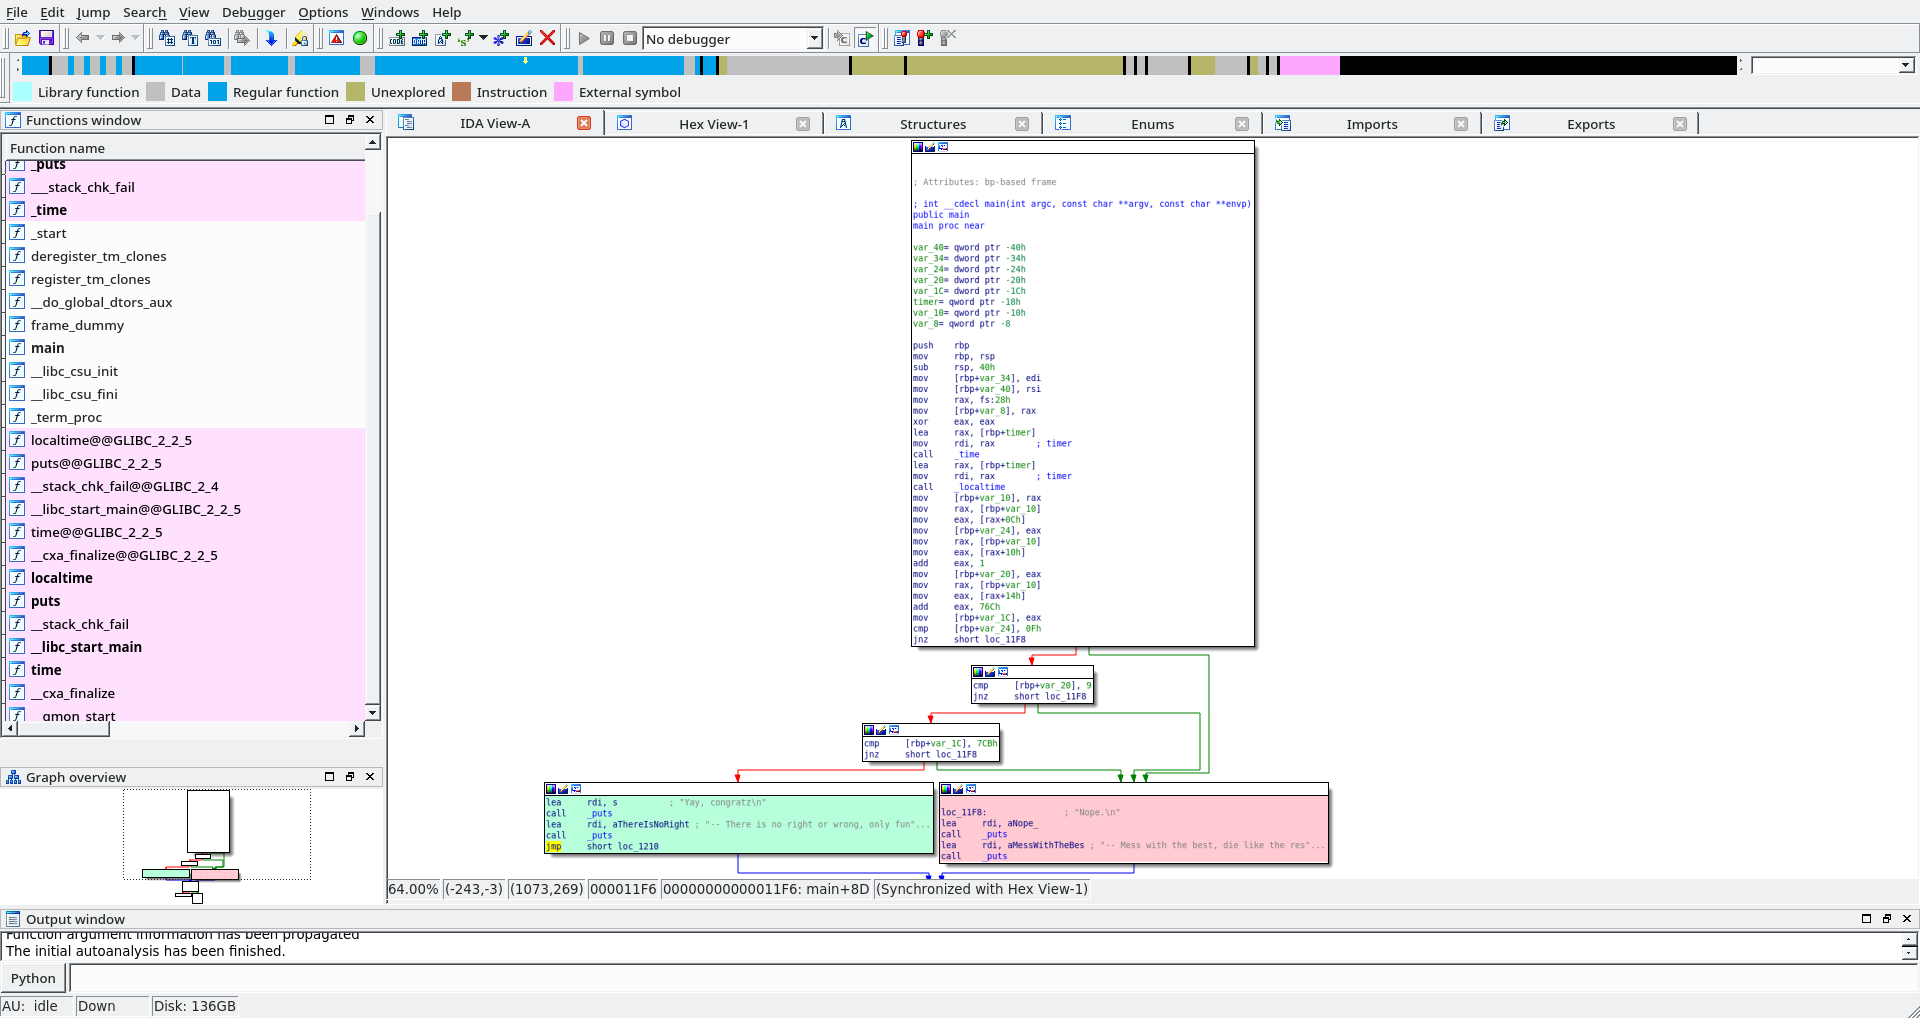 File Edit Jump Search View Debugger Options Windows Help
No debugger
Library function Data Regular function Unexplored Instruction External symbol
Functions window
Function name
_puts
___stack_chk_fail
_time
_start
deregister_tm_clones
register_tm_clones
__do_global_dtors_aux
frame_dummy
main
__libc_csu_init
__libc_csu_fini
_term_proc
localtime@@GLIBC_2_2_5
puts@@GLIBC_2_2_5
__stack_chk_fail@@GLIBC_2_4
__libc_start_main@@GLIBC_2_2_5
time@@GLIBC_2_2_5
__cxa_finalize@@GLIBC_2_2_5
localtime
puts
__stack_chk_fail
__libc_start_main
time
__cxa_finalize
__gmon_start__
Graph overview
IDA View-A Hex View-1 Structures Enums Imports Exports
; Attributes: bp-based frame
; int __cdecl main(int argc, const char **argv, const char **envp)
public main
main proc near
var_40= qword ptr -40h
var_34= dword ptr -34h
var_24= dword ptr -24h
var_20= dword ptr -20h
var_1C= dword ptr -1Ch
timer= qword ptr -18h
var_10= qword ptr -10h
var_8= qword ptr -8
push rbp
mov rbp, rsp
sub rsp, 40h
mov [rbp+var_34], edi
mov [rbp+var_40], rsi
mov rax, fs:28h
mov [rbp+var_8], rax
xor eax, eax
lea rax, [rbp+timer]
mov rdi, rax ; timer
call _time
lea rax, [rbp+timer]
mov rdi, rax ; timer
call _localtime
mov [rbp+var_10], rax
mov rax, [rbp+var_10]
mov eax, [rax+0Ch]
mov [rbp+var_24], eax
mov rax, [rbp+var_10]
mov eax, [rax+10h]
add eax, 1
mov [rbp+var_20], eax
mov rax, [rbp+var_10]
mov eax, [rax+14h]
add eax, 76Ch
mov [rbp+var_1C], eax
cmp [rbp+var_24], 0Fh
jnz short loc_11F8
cmp [rbp+var_20], 9
jnz short loc_11F8
cmp [rbp+var_1C], 7CBh
jnz short loc_11F8
lea rdi, s ; "Yay, congratz\n"
call _puts
lea rdi, aThereIsNoRight ; "-- There is no right or wrong, only fun"...
call _puts
jmp short loc_1210
loc_11F8: ; "Nope.\n"
lea rdi, aNope_
call _puts
lea rdi, aMessWithTheBes ; "-- Mess with the best, die like the res"...
call _puts
64.00% (-243,-3) (1073,269) 000011F6 00000000000011F6: main+8D (Synchronized with Hex View-1)
Output window
Function argument information has been propagated
The initial autoanalysis has been finished.
Python
AU: idle Down Disk: 136GB